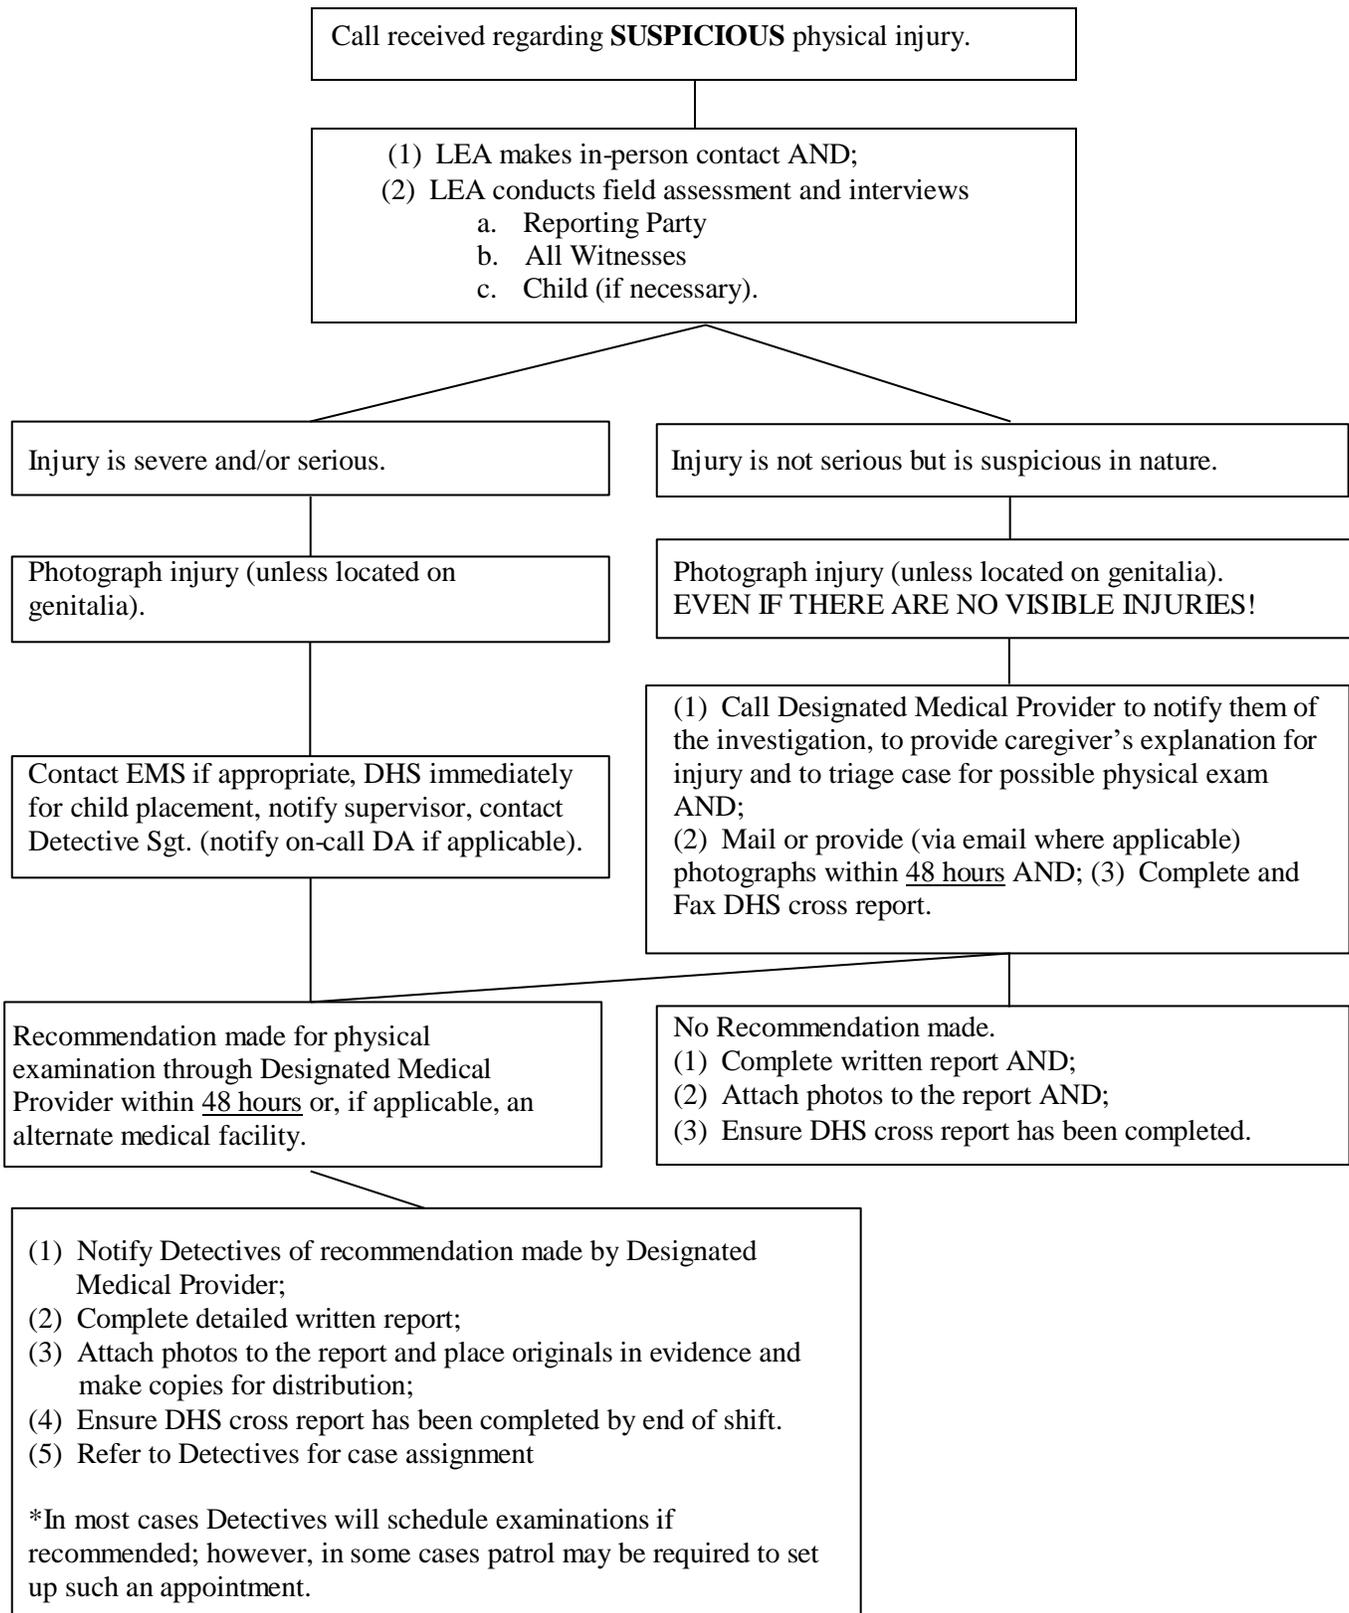 Call received regarding SUSPICIOUS physical injury.
(1) LEA makes in-person contact AND;
(2) LEA conducts field assessment and interviews
a. Reporting Party
b. All Witnesses
c. Child (if necessary).
Injury is severe and/or serious.
Injury is not serious but is suspicious in nature.
Photograph injury (unless located on
genitalia).
Photograph injury (unless located on genitalia).
EVEN IF THERE ARE NO VISIBLE INJURIES!
Contact EMS if appropriate, DHS immediately
for child placement, notify supervisor, contact
Detective Sgt. (notify on-call DA if applicable).
(1) Call Designated Medical Provider to notify them of
the investigation, to provide caregiver’s explanation for
injury and to triage case for possible physical exam
AND;
(2) Mail or provide (via email where applicable)
photographs within 48 hours AND; (3) Complete and
Fax DHS cross report.
Recommendation made for physical
examination through Designated Medical
Provider within 48 hours or, if applicable, an
alternate medical facility.
No Recommendation made.
(1) Complete written report AND;
(2) Attach photos to the report AND;
(3) Ensure DHS cross report has been completed.
(1) Notify Detectives of recommendation made by Designated
Medical Provider;
(2) Complete detailed written report;
(3) Attach photos to the report and place originals in evidence and
make copies for distribution;
(4) Ensure DHS cross report has been completed by end of shift.
(5) Refer to Detectives for case assignment
*In most cases Detectives will schedule examinations if
recommended; however, in some cases patrol may be required to set
up such an appointment.